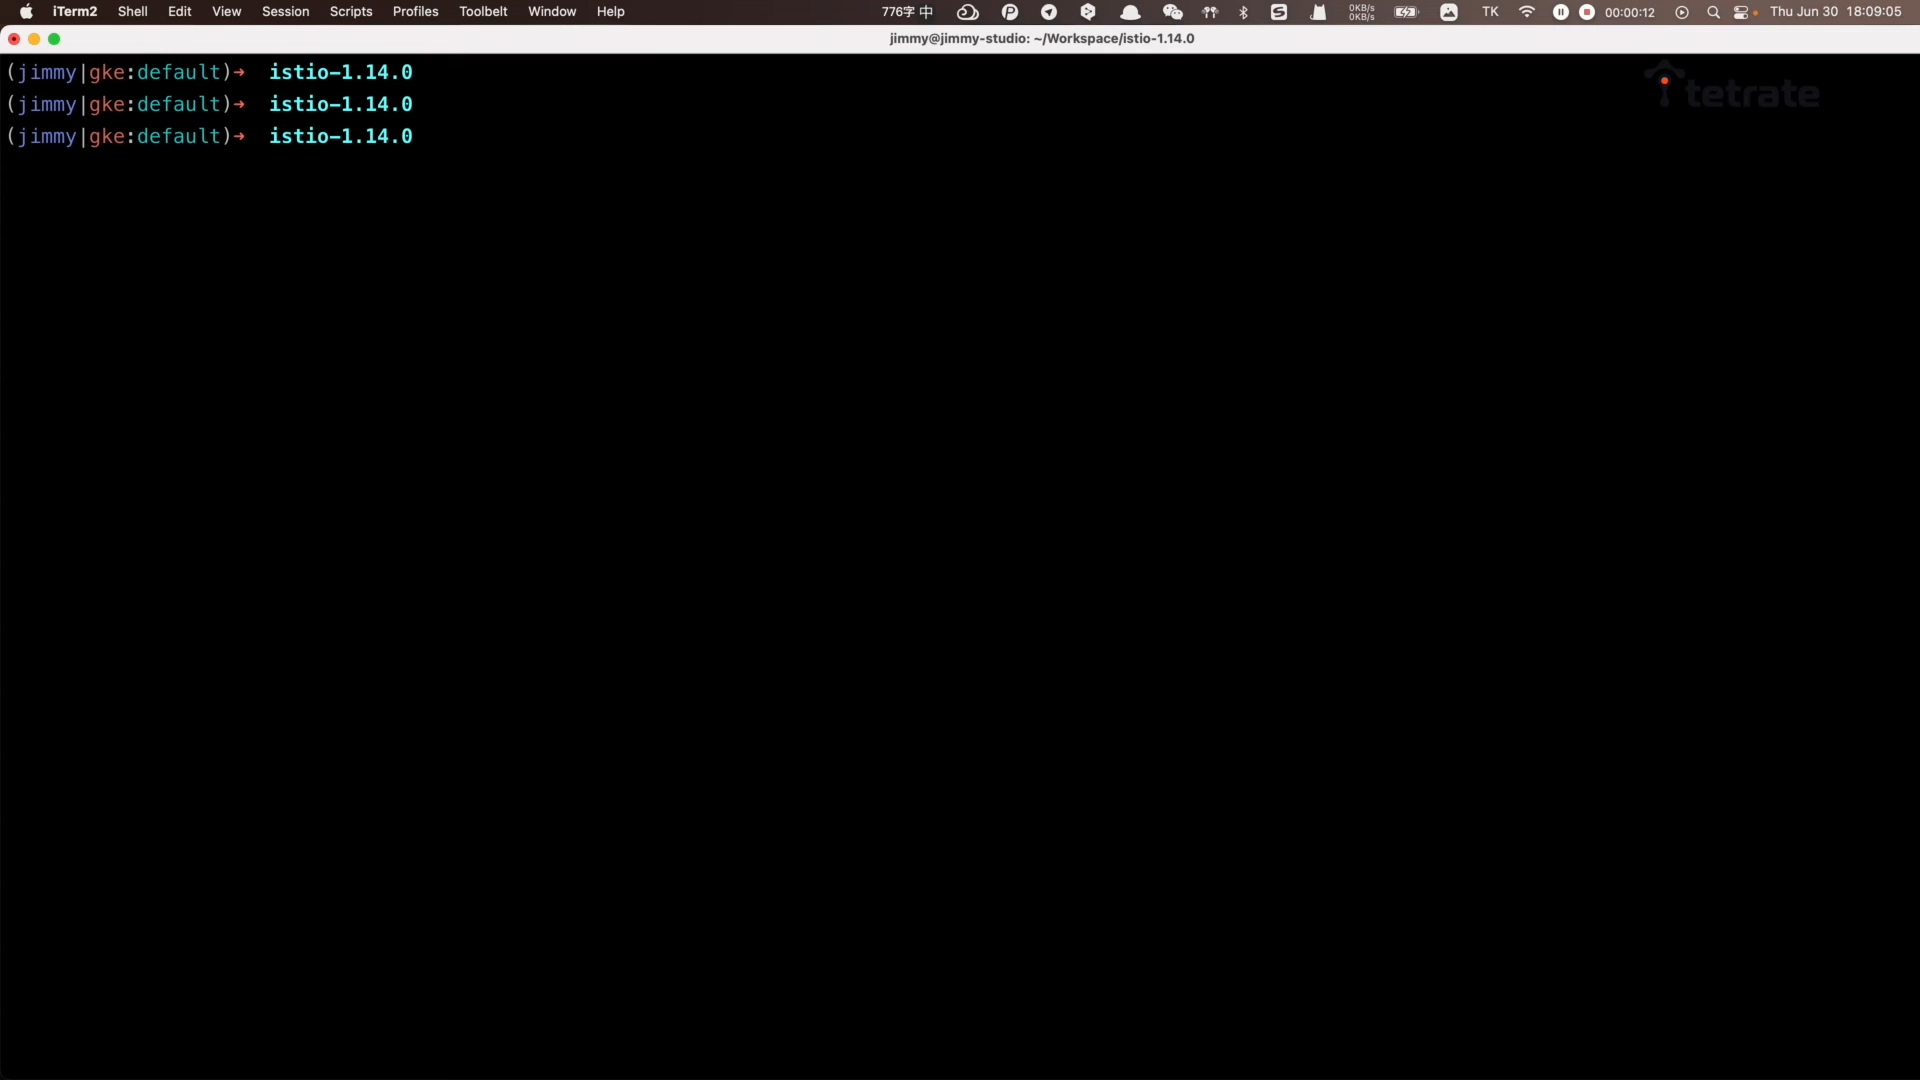 iTerm2 Shell Edit View Session Scripts Profiles Toolbelt Window Help 776字 中 0KB/s 0KB/s TK 00:00:12 Thu Jun 30 18:09:05
jimmy@jimmy-studio: ~/Workspace/istio-1.14.0
(jimmy|gke:default)➜ istio-1.14.0
(jimmy|gke:default)➜ istio-1.14.0
(jimmy|gke:default)➜ istio-1.14.0
tetrate